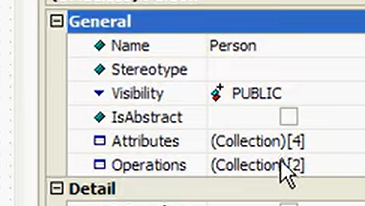 General
Name Person
Stereotype
Visibility PUBLIC
IsAbstract
Attributes (Collection)[4]
Operations (Collection)[2]
Detail